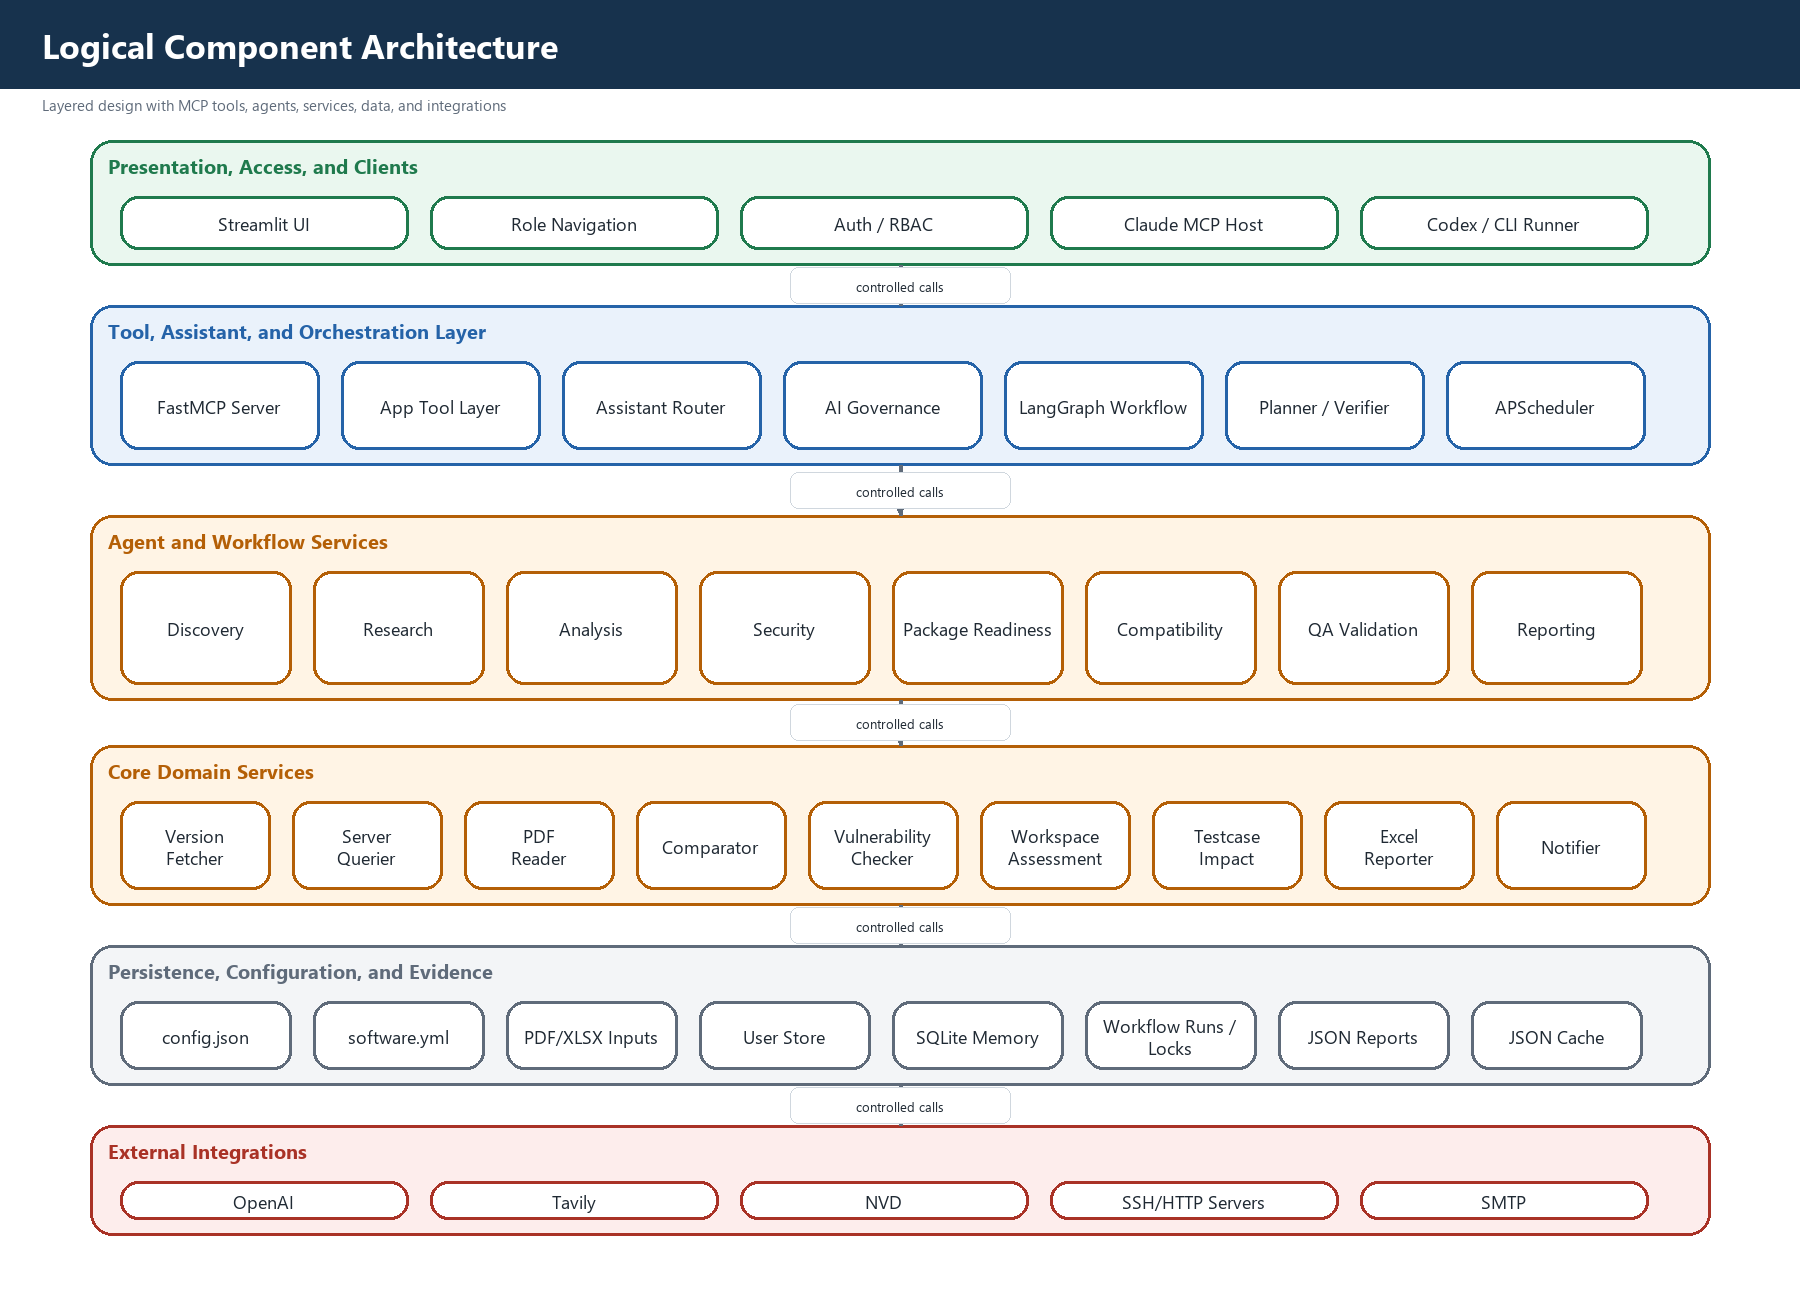 Logical Component Architecture
Layered design with MCP tools, agents, services, data, and integrations
Presentation, Access, and Clients
Streamlit UI
Role Navigation
Auth / RBAC
Claude MCP Host
Codex / CLI Runner
controlled calls
Tool, Assistant, and Orchestration Layer
FastMCP Server
App Tool Layer
Assistant Router
AI Governance
LangGraph Workflow
Planner / Verifier
APScheduler
controlled calls
Agent and Workflow Services
Discovery
Research
Analysis
Security
Package Readiness
Compatibility
QA Validation
Reporting
controlled calls
Core Domain Services
Version
Fetcher
Server
Querier
PDF
Reader
Comparator
Vulnerability
Checker
Workspace
Assessment
Testcase
Impact
Excel
Reporter
Notifier
controlled calls
Persistence, Configuration, and Evidence
config.json
software.yml
PDF/XLSX Inputs
User Store
SQLite Memory
Workflow Runs /
Locks
JSON Reports
JSON Cache
controlled calls
External Integrations
OpenAI
Tavily
NVD
SSH/HTTP Servers
SMTP